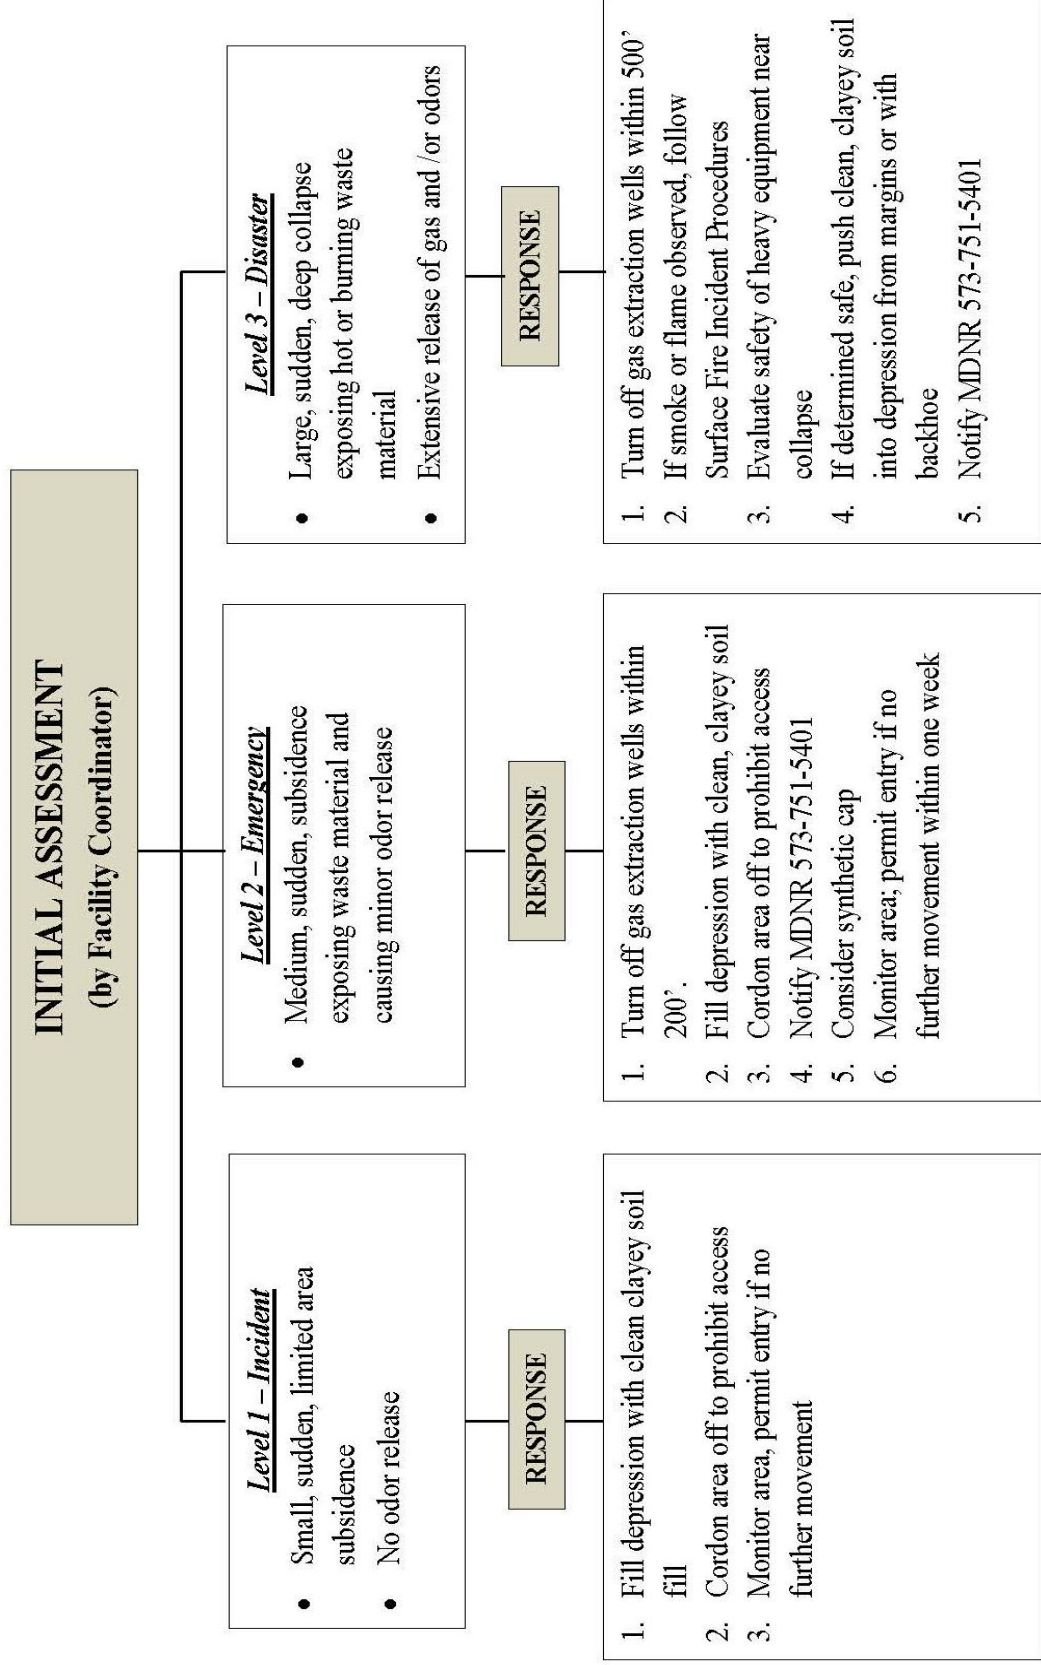 INITIAL ASSESSMENT
(by Facility Coordinator)
Level 1 – Incident
• Small, sudden, limited area
subsidence
• No odor release
RESPONSE
1. Fill depression with clean clayey soil
fill
2. Cordon area off to prohibit access
3. Monitor area, permit entry if no
further movement
Level 2 – Emergency
• Medium, sudden, subsidence
exposing waste material and
causing minor odor release
RESPONSE
1. Turn off gas extraction wells within
200’.
2. Fill depression with clean, clayey soil
3. Cordon area off to prohibit access
4. Notify MDNR 573-751-5401
5. Consider synthetic cap
6. Monitor area; permit entry if no
further movement within one week
Level 3 – Disaster
• Large, sudden, deep collapse
exposing hot or burning waste
material
• Extensive release of gas and /or odors
RESPONSE
1. Turn off gas extraction wells within 500’
2. If smoke or flame observed, follow
Surface Fire Incident Procedures
3. Evaluate safety of heavy equipment near
collapse
4. If determined safe, push clean, clayey soil
into depression from margins or with
backhoe
5. Notify MDNR 573-751-5401